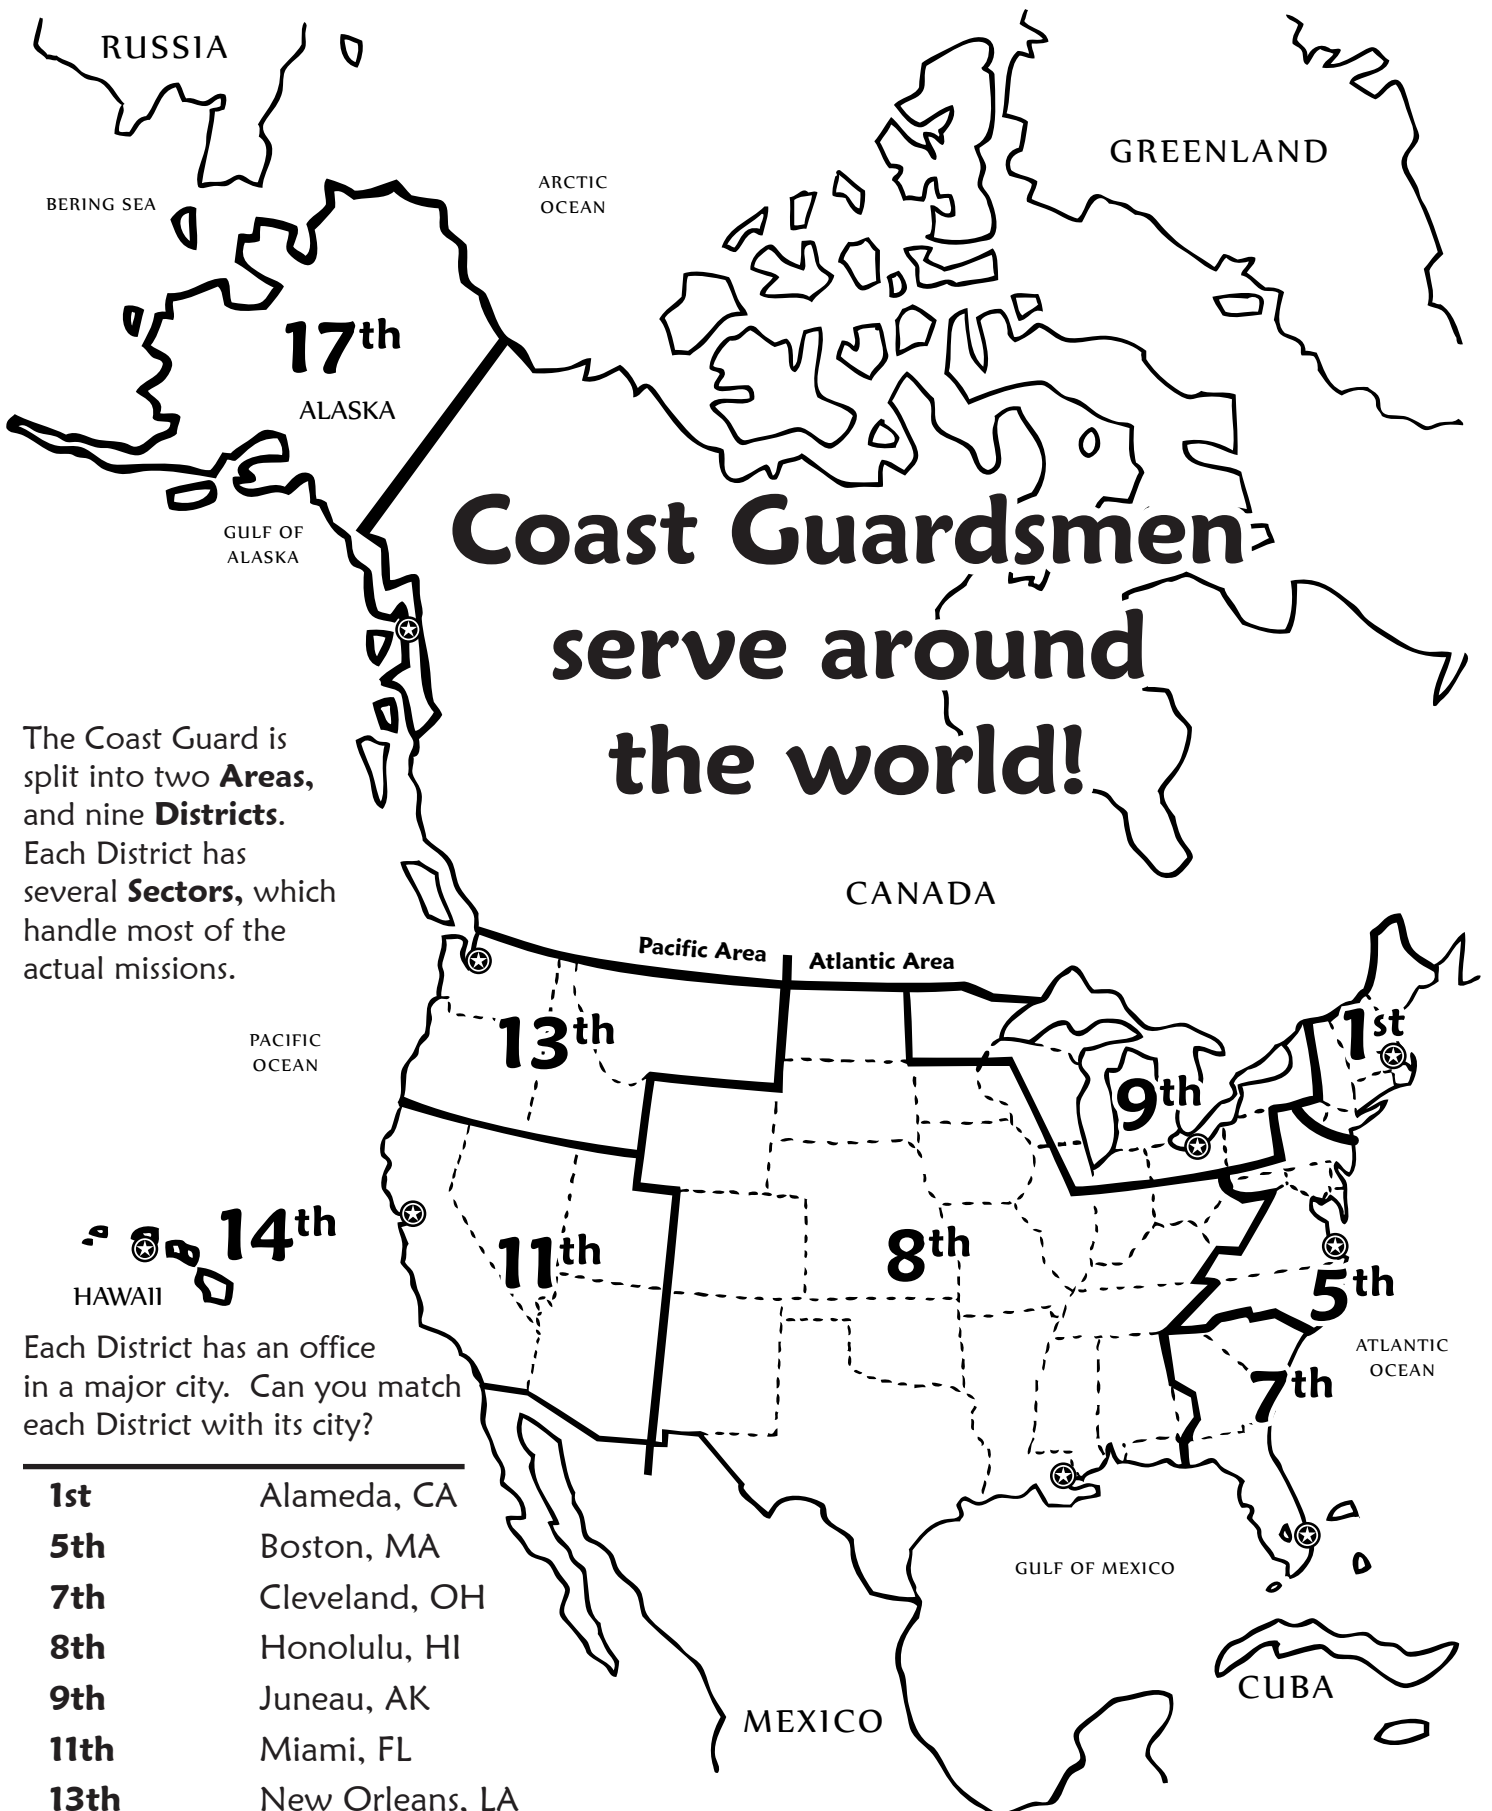 RUSSIA
GREENLAND
BERING SEA
ARCTIC
OCEAN
17th
ALASKA
GULF OF
ALASKA
Coast Guardsmen
serve around
the world!
The Coast Guard is
split into two Areas,
and nine Districts.
Each District has
several Sectors, which
handle most of the
actual missions.
CANADA
Pacific Area
Atlantic Area
PACIFIC
OCEAN
13th
1st
9th
14th
HAWAII
11th
8th
5th
7th
ATLANTIC
OCEAN
Each District has an office
in a major city. Can you match
each District with its city?
1st Alameda, CA
5th Boston, MA
7th Cleveland, OH
8th Honolulu, HI
9th Juneau, AK
11th Miami, FL
13th New Orleans, LA
GULF OF MEXICO
MEXICO
CUBA